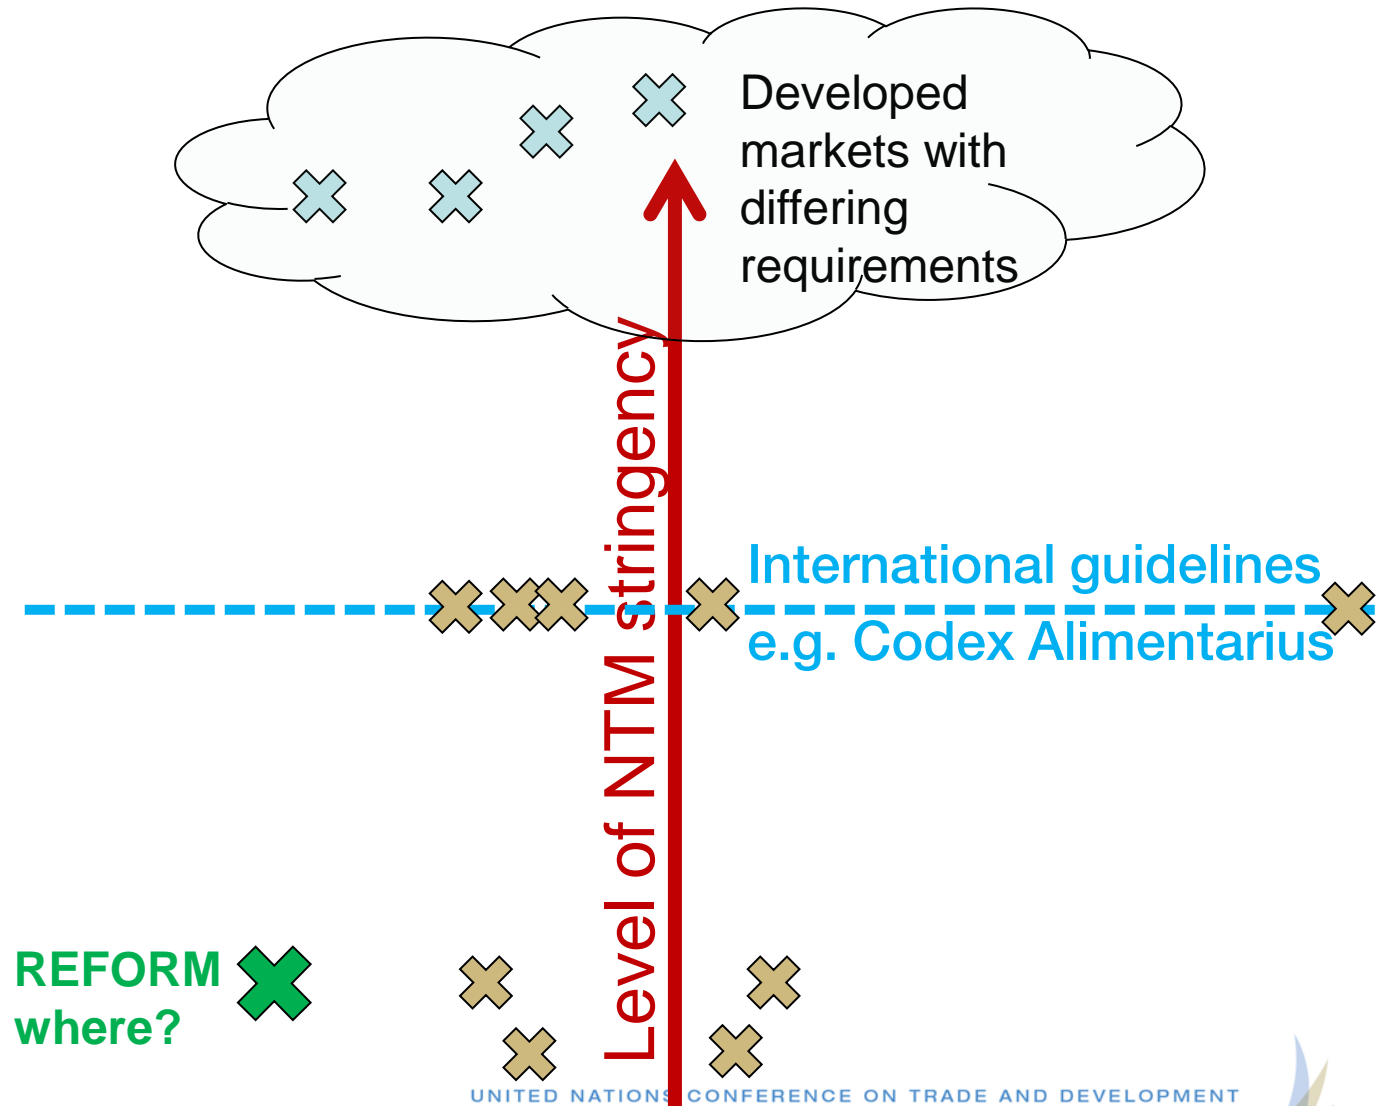 Developed
markets with
differing
requirements
Level of NTM stringency
International guidelines
e.g. Codex Alimentarius
REFORM
where?
UNITED NATIONS CONFERENCE ON TRADE AND DEVELOPMENT